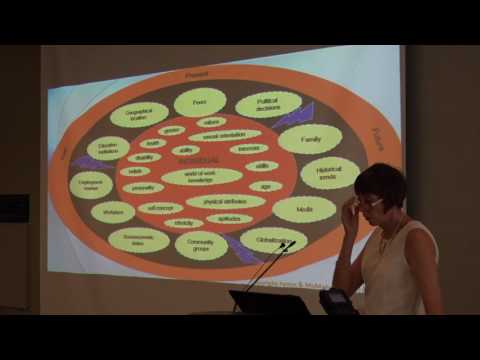 Present
Peers
Political
decisions
Geographical
location
Family
Future
Historical
trends
Media
Globalization
Community
groups
Socioeconomic
status
Workplace
Employment
market
Education
institutions
INDIVIDUAL
values
gender
sexual orientation
health
ability
interests
disability
skills
beliefs
world of work
knowledge
age
personality
physical attributes
self-concept
aptitudes
ethnicity